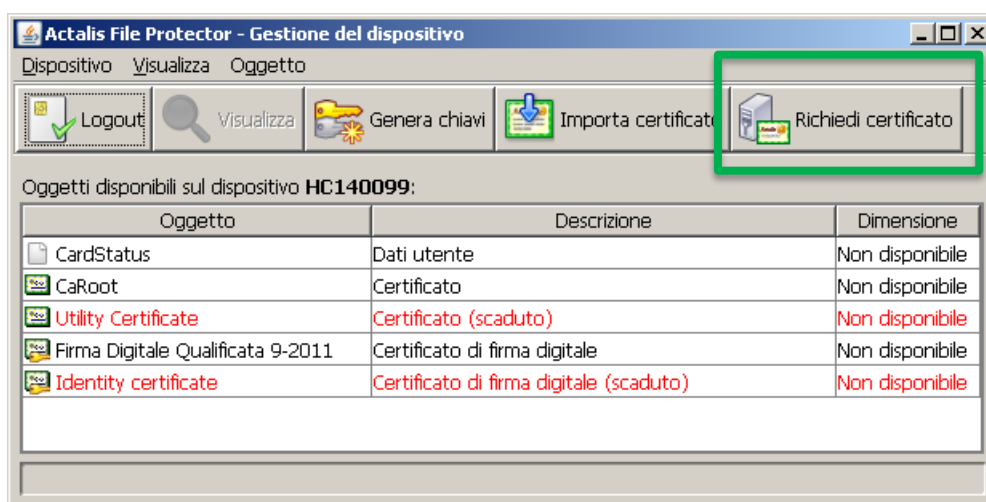 Actalis File Protector - Gestione del dispositivo
Dispositivo Visualizza Oggetto
Logout Visualizza Genera chiavi Importa certificato Richiedi certificato
Oggetti disponibili sul dispositivo HC140099:
Oggetto Descrizione Dimensione
CardStatus Dati utente Non disponibile
CaRoot Certificato Non disponibile
Utility Certificate Certificato (scaduto) Non disponibile
Firma Digitale Qualificata 9-2011 Certificato di firma digitale Non disponibile
Identity certificate Certificato di firma digitale (scaduto) Non disponibile